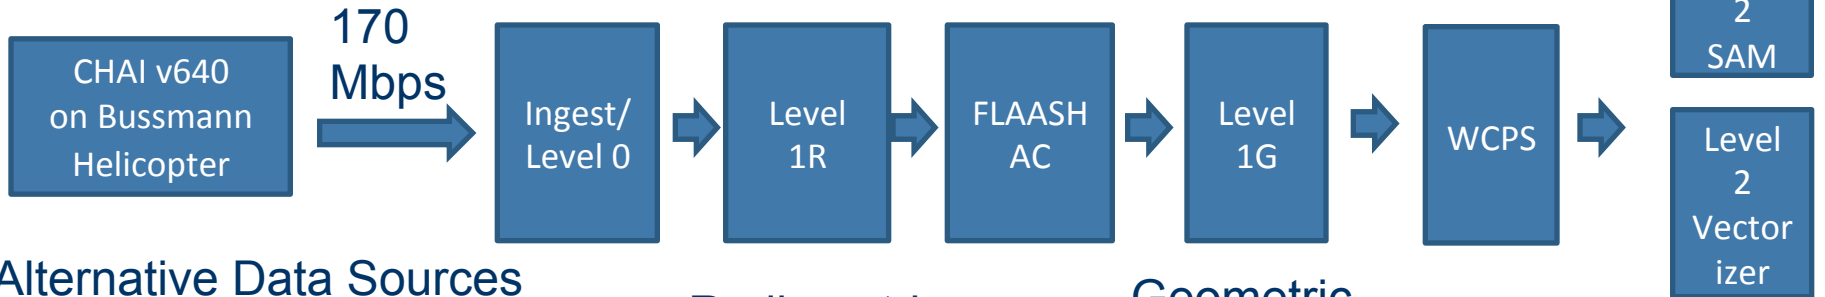 CHAI v640
on Bussmann
Helicopter
170
Mbps
Ingest/
Level 0
Level
1R
FLAASH
AC
Level
1G
WCPS
2
SAM
Level
2
Vector
izer
Alternative Data Sources
Geometric